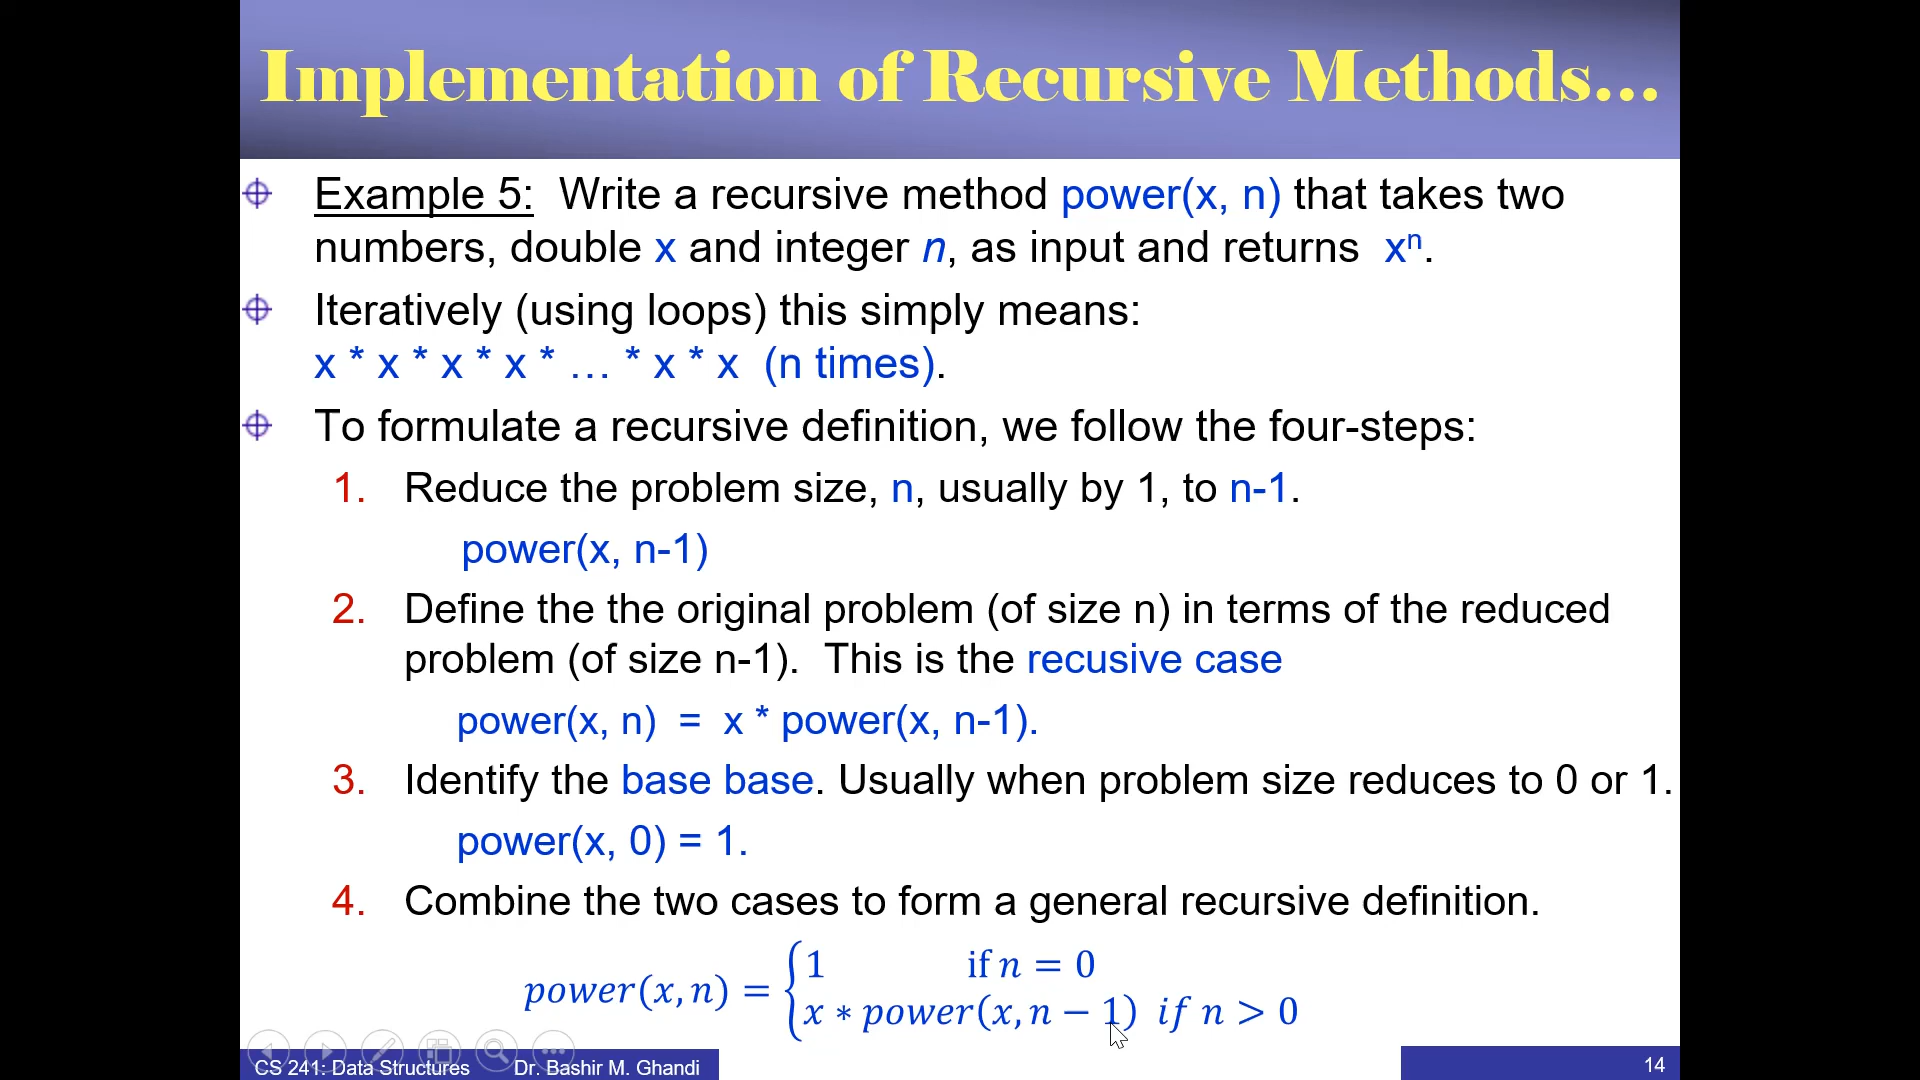 Implementation of Recursive Methods...
Example 5: Write a recursive method power(x, n) that takes two
numbers, double x and integer n, as input and returns xⁿ.
Iteratively (using loops) this simply means:
x * x * x * x * … * x * x (n times).
To formulate a recursive definition, we follow the four-steps:
1. Reduce the problem size, n, usually by 1, to n-1.
power(x, n-1)
2. Define the the original problem (of size n) in terms of the reduced
problem (of size n-1). This is the recusive case
power(x, n) = x * power(x, n-1).
3. Identify the base base. Usually when problem size reduces to 0 or 1.
power(x, 0) = 1.
4. Combine the two cases to form a general recursive definition.
power(x, n) = { 1 if n = 0
x * power(x, n − 1) if n > 0
CS 241: Data Structures Dr. Bashir M. Ghandi 14